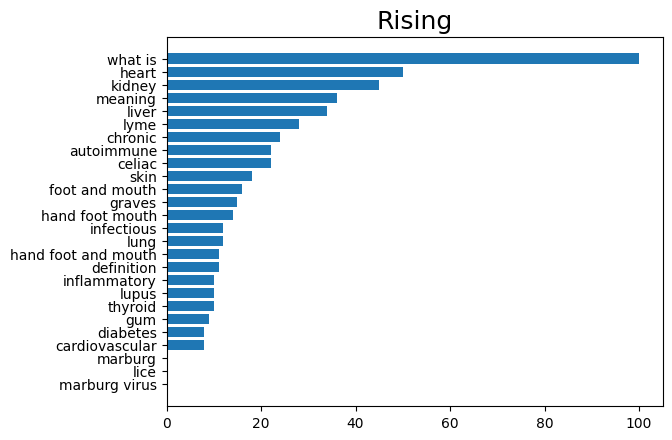 Rising
what is
heart
kidney
meaning
liver
lyme
chronic
autoimmune
celiac
skin
foot and mouth
graves
hand foot mouth
infectious
lung
hand foot and mouth
definition
inflammatory
lupus
thyroid
gum
diabetes
cardiovascular
marburg
lice
marburg virus
0 20 40 60 80 100